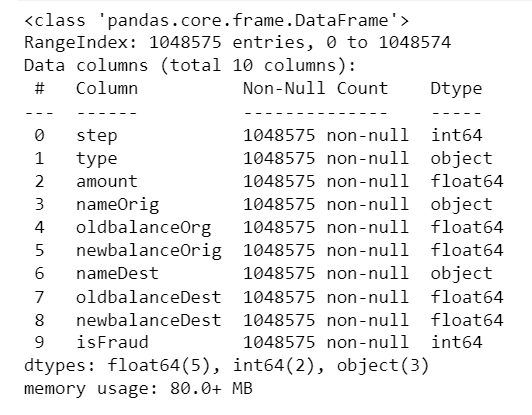 <class 'pandas.core.frame.DataFrame'>
RangeIndex: 1048575 entries, 0 to 1048574
Data columns (total 10 columns):
 #   Column          Non-Null Count    Dtype
---  ------          --------------    -----
 0   step            1048575 non-null  int64
 1   type            1048575 non-null  object
 2   amount          1048575 non-null  float64
 3   nameOrig        1048575 non-null  object
 4   oldbalanceOrg   1048575 non-null  float64
 5   newbalanceOrig  1048575 non-null  float64
 6   nameDest        1048575 non-null  object
 7   oldbalanceDest  1048575 non-null  float64
 8   newbalanceDest  1048575 non-null  float64
 9   isFraud         1048575 non-null  int64
dtypes: float64(5), int64(2), object(3)
memory usage: 80.0+ MB